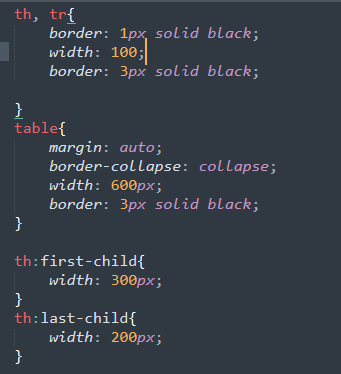 th, tr{
    border: 1px solid black;
    width: 100;
    border: 3px solid black;

}
table{
    margin: auto;
    border-collapse: collapse;
    width: 600px;
    border: 3px solid black;
}

th:first-child{
    width: 300px;
}
th:last-child{
    width: 200px;
}